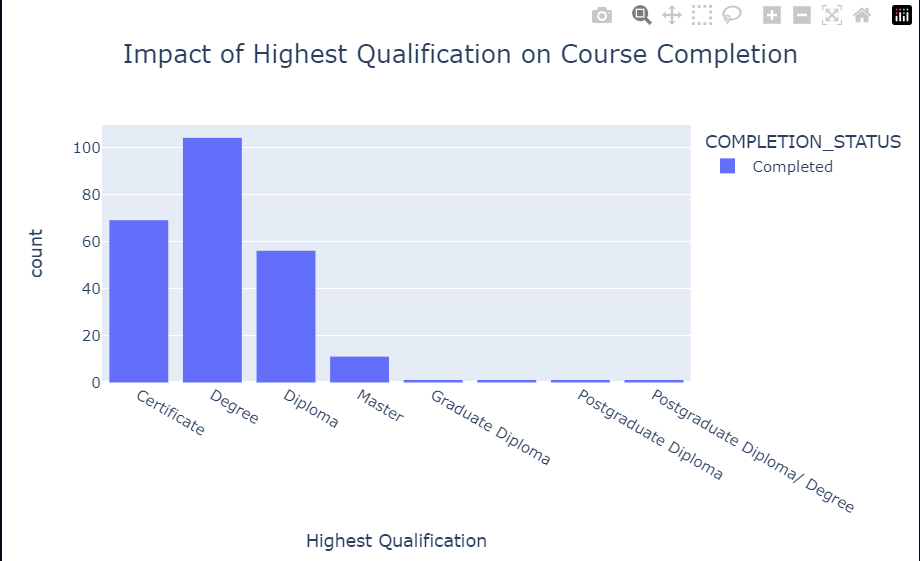 Impact of Highest Qualification on Course Completion
COMPLETION_STATUS
Completed
count
100
80
60
40
20
0
Certificate
Degree
Diploma
Master
Graduate Diploma
Postgraduate Diploma
Postgraduate Diploma/ Degree
Highest Qualification